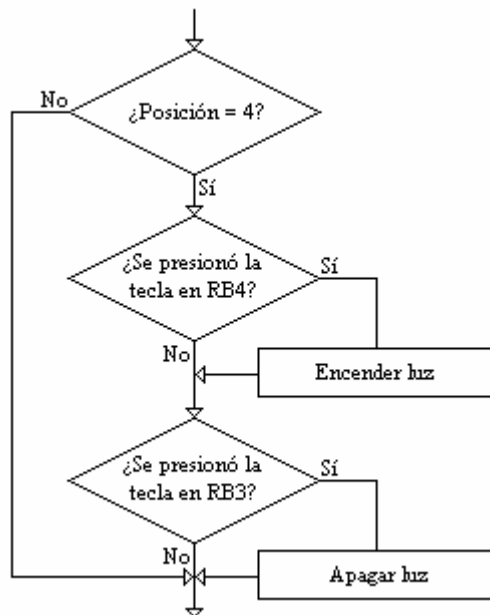 ¿Posición = 4?
No
Sí
¿Se presionó la
tecla en RB4?
Sí
No
Encender luz
¿Se presionó la
tecla en RB3?
Sí
No
Apagar luz